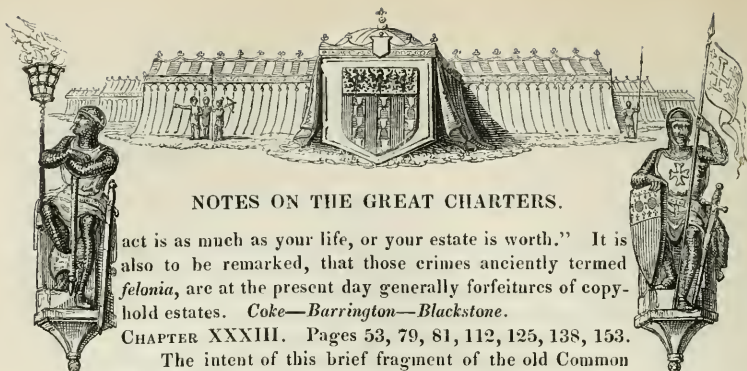 NOTES ON THE GREAT CHARTERS.
act is as much as your life, or your estate is worth.” It is
also to be remarked, that those crimes anciently termed
felonia, are at the present day generally forfeitures of copy-
hold estates. Coke—Barrington—Blackstone.
CHAPTER XXXIII. Pages 53, 79, 81, 112, 125, 138, 153.
The intent of this brief fragment of the old Common